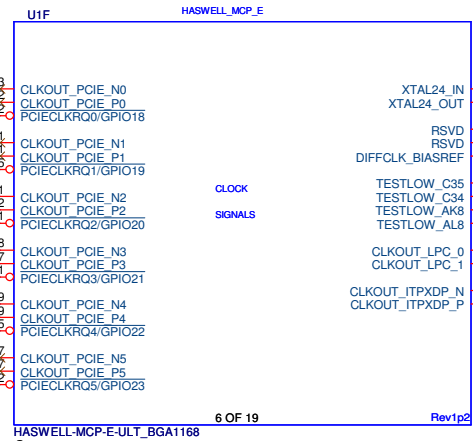 U1F
HASWELL_MCP_E
CLKOUT_PCIE_N0
CLKOUT_PCIE_P0
PCIECLKRQ0/GPIO18
CLKOUT_PCIE_N1
CLKOUT_PCIE_P1
PCIECLKRQ1/GPIO19
CLKOUT_PCIE_N2
CLKOUT_PCIE_P2
PCIECLKRQ2/GPIO20
CLKOUT_PCIE_N3
CLKOUT_PCIE_P3
PCIECLKRQ3/GPIO21
CLKOUT_PCIE_N4
CLKOUT_PCIE_P4
PCIECLKRQ4/GPIO22
CLKOUT_PCIE_N5
CLKOUT_PCIE_P5
PCIECLKRQ5/GPIO23
CLOCK
SIGNALS
XTAL24_IN
XTAL24_OUT
RSVD
RSVD
DIFFCLK_BIASREF
TESTLOW_C35
TESTLOW_C34
TESTLOW_AK8
TESTLOW_AL8
CLKOUT_LPC_0
CLKOUT_LPC_1
CLKOUT_ITPXDP_N
CLKOUT_ITPXDP_P
6 OF 19
Rev1p2
HASWELL-MCP-E-ULT_BGA1168